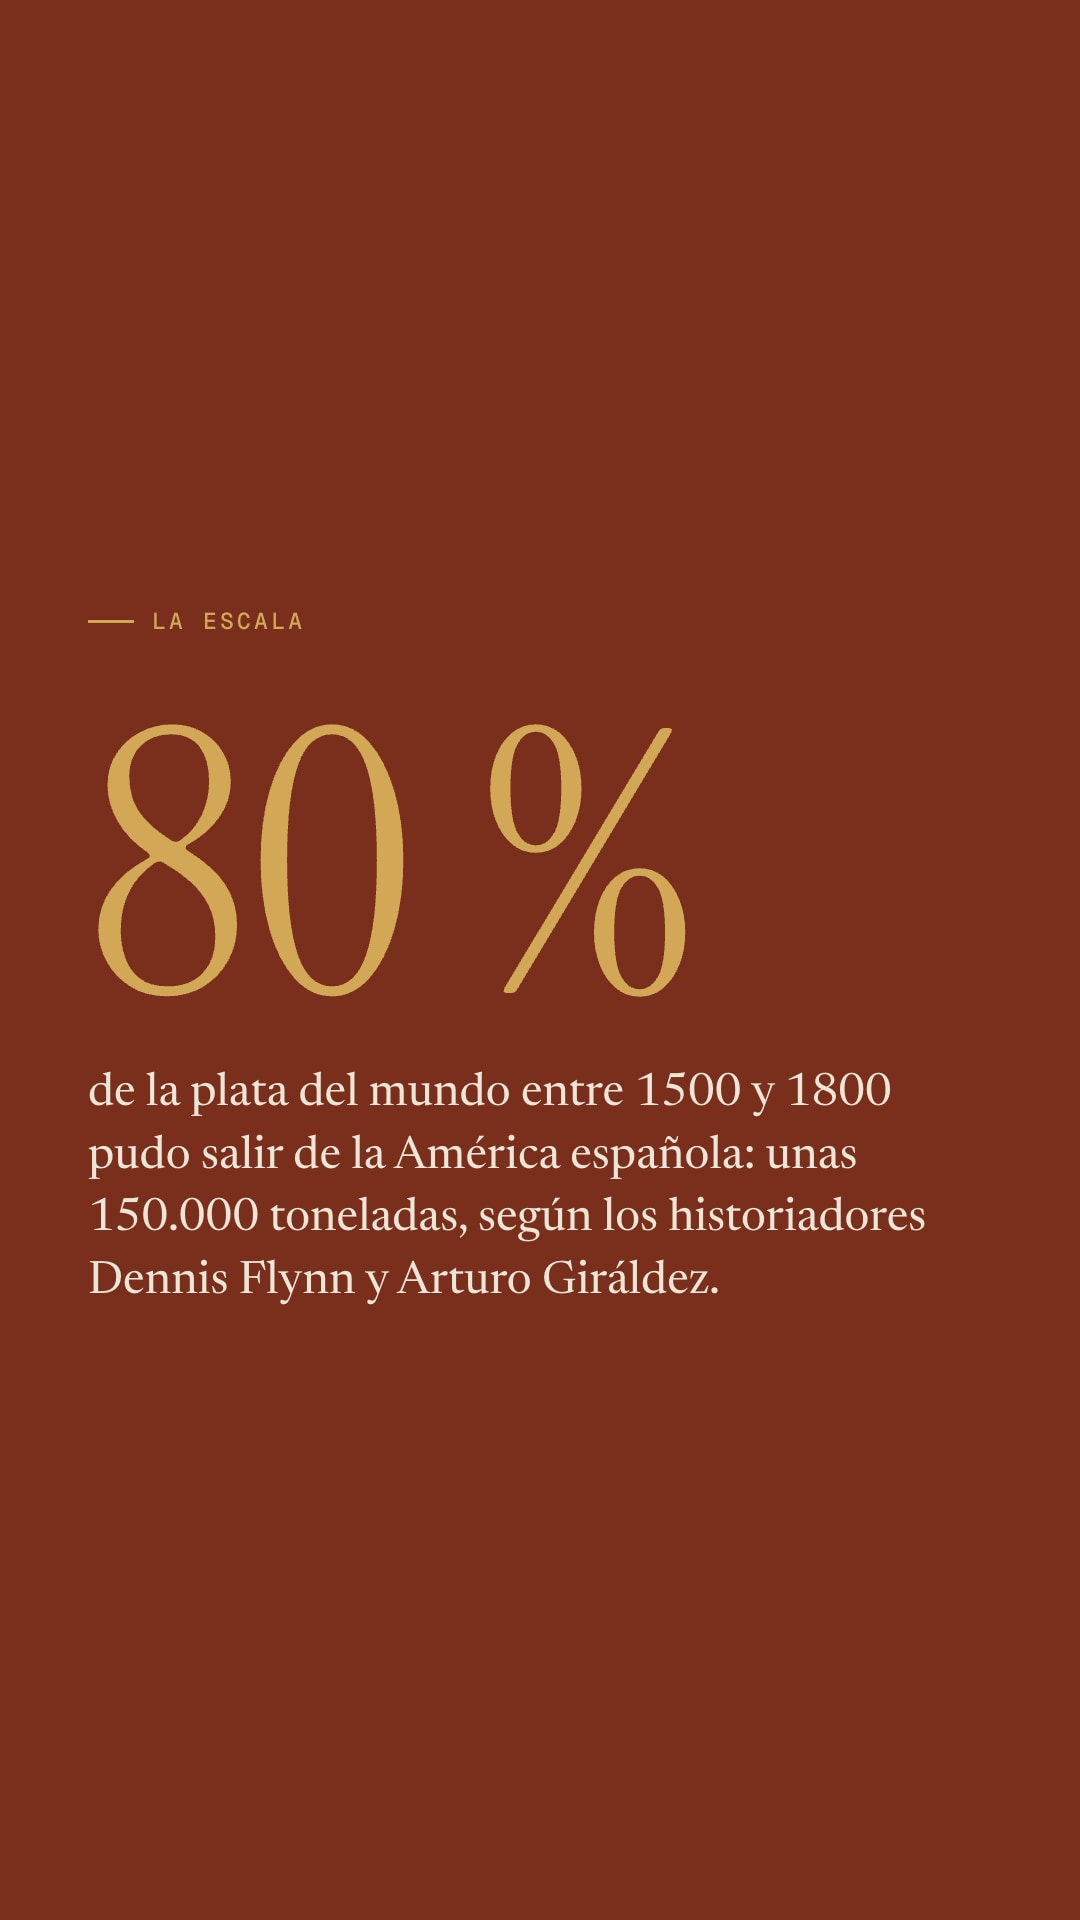 LA ESCALA
80 %
de la plata del mundo entre 1500 y 1800
pudo salir de la América española: unas
150.000 toneladas, según los historiadores
Dennis Flynn y Arturo Giráldez.